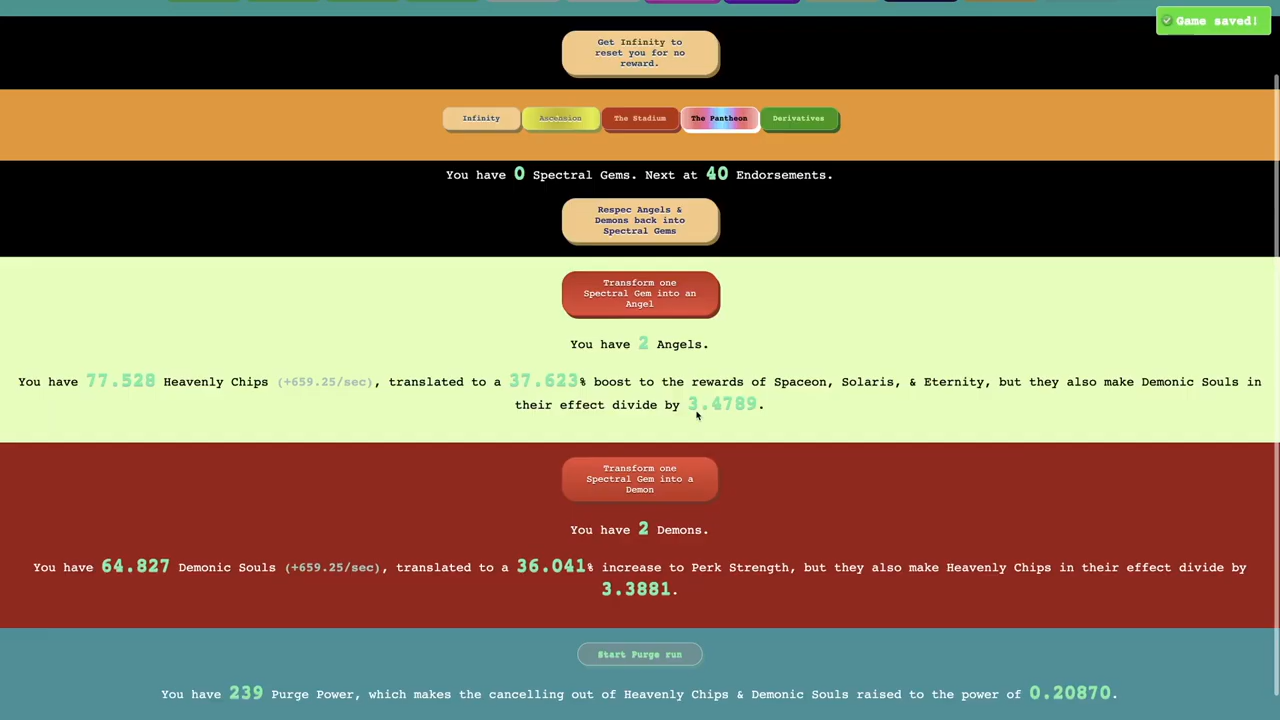 Game saved!
Get Infinity to
reset you for no
reward.
Infinity
Ascension
The Stadium
The Pantheon
Derivatives
You have 0 Spectral Gems. Next at 40 Endorsements.
Respec Angels &
Demons back into
Spectral Gems
Transform one
Spectral Gem into an
Angel
You have 2 Angels.
You have 77.528 Heavenly Chips (+659.25/sec), translated to a 37.623% boost to the rewards of Spaceon, Solaris, & Eternity, but they also make Demonic Souls in
their effect divide by 3.4789.
Transform one
Spectral Gem into a
Demon
You have 2 Demons.
You have 64.827 Demonic Souls (+659.25/sec), translated to a 36.041% increase to Perk Strength, but they also make Heavenly Chips in their effect divide by
3.3881.
Start Purge run
You have 239 Purge Power, which makes the cancelling out of Heavenly Chips & Demonic Souls raised to the power of 0.20870.